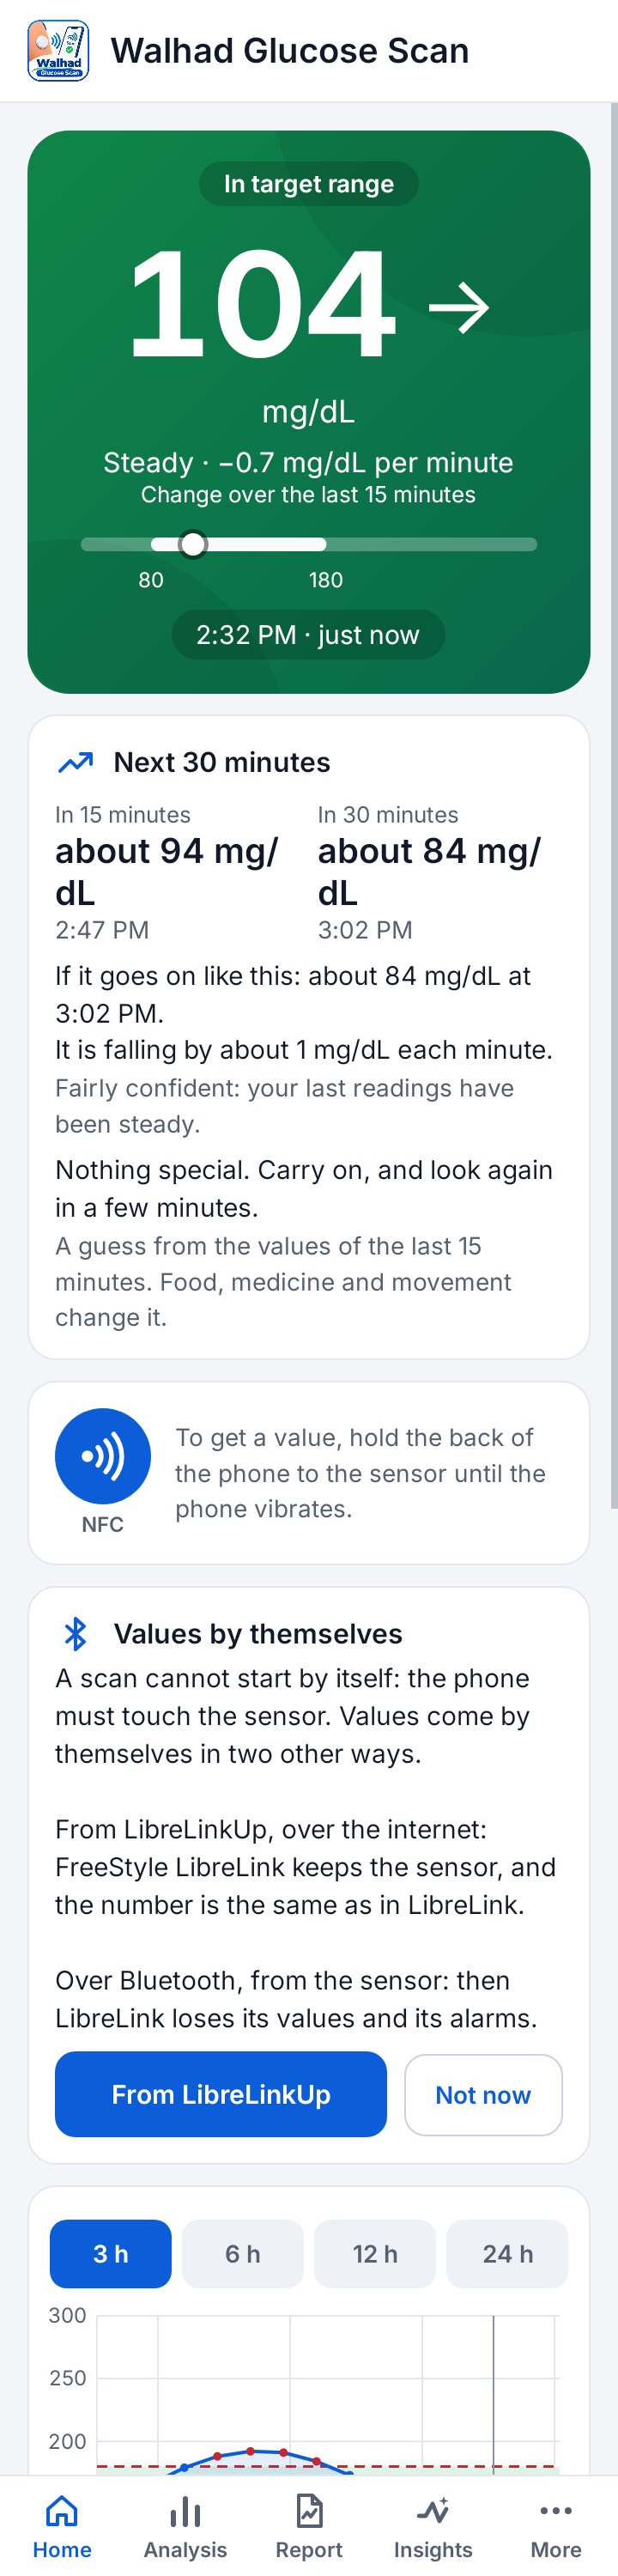 Walhad
Glucose Scan
Walhad Glucose Scan
In target range
104 →
mg/dL
Steady · −0.7 mg/dL per minute
Change over the last 15 minutes
80 180
2:32 PM · just now
Next 30 minutes
In 15 minutes
about 94 mg/
dL
2:47 PM
In 30 minutes
about 84 mg/
dL
3:02 PM
If it goes on like this: about 84 mg/dL at
3:02 PM.
It is falling by about 1 mg/dL each minute.
Fairly confident: your last readings have
been steady.
Nothing special. Carry on, and look again
in a few minutes.
A guess from the values of the last 15
minutes. Food, medicine and movement
change it.
NFC
To get a value, hold the back of
the phone to the sensor until the
phone vibrates.
Values by themselves
A scan cannot start by itself: the phone
must touch the sensor. Values come by
themselves in two other ways.
From LibreLinkUp, over the internet:
FreeStyle LibreLink keeps the sensor, and
the number is the same as in LibreLink.
Over Bluetooth, from the sensor: then
LibreLink loses its values and its alarms.
From LibreLinkUp
Not now
3 h 6 h 12 h 24 h
300
250
200
Home Analysis Report Insights More